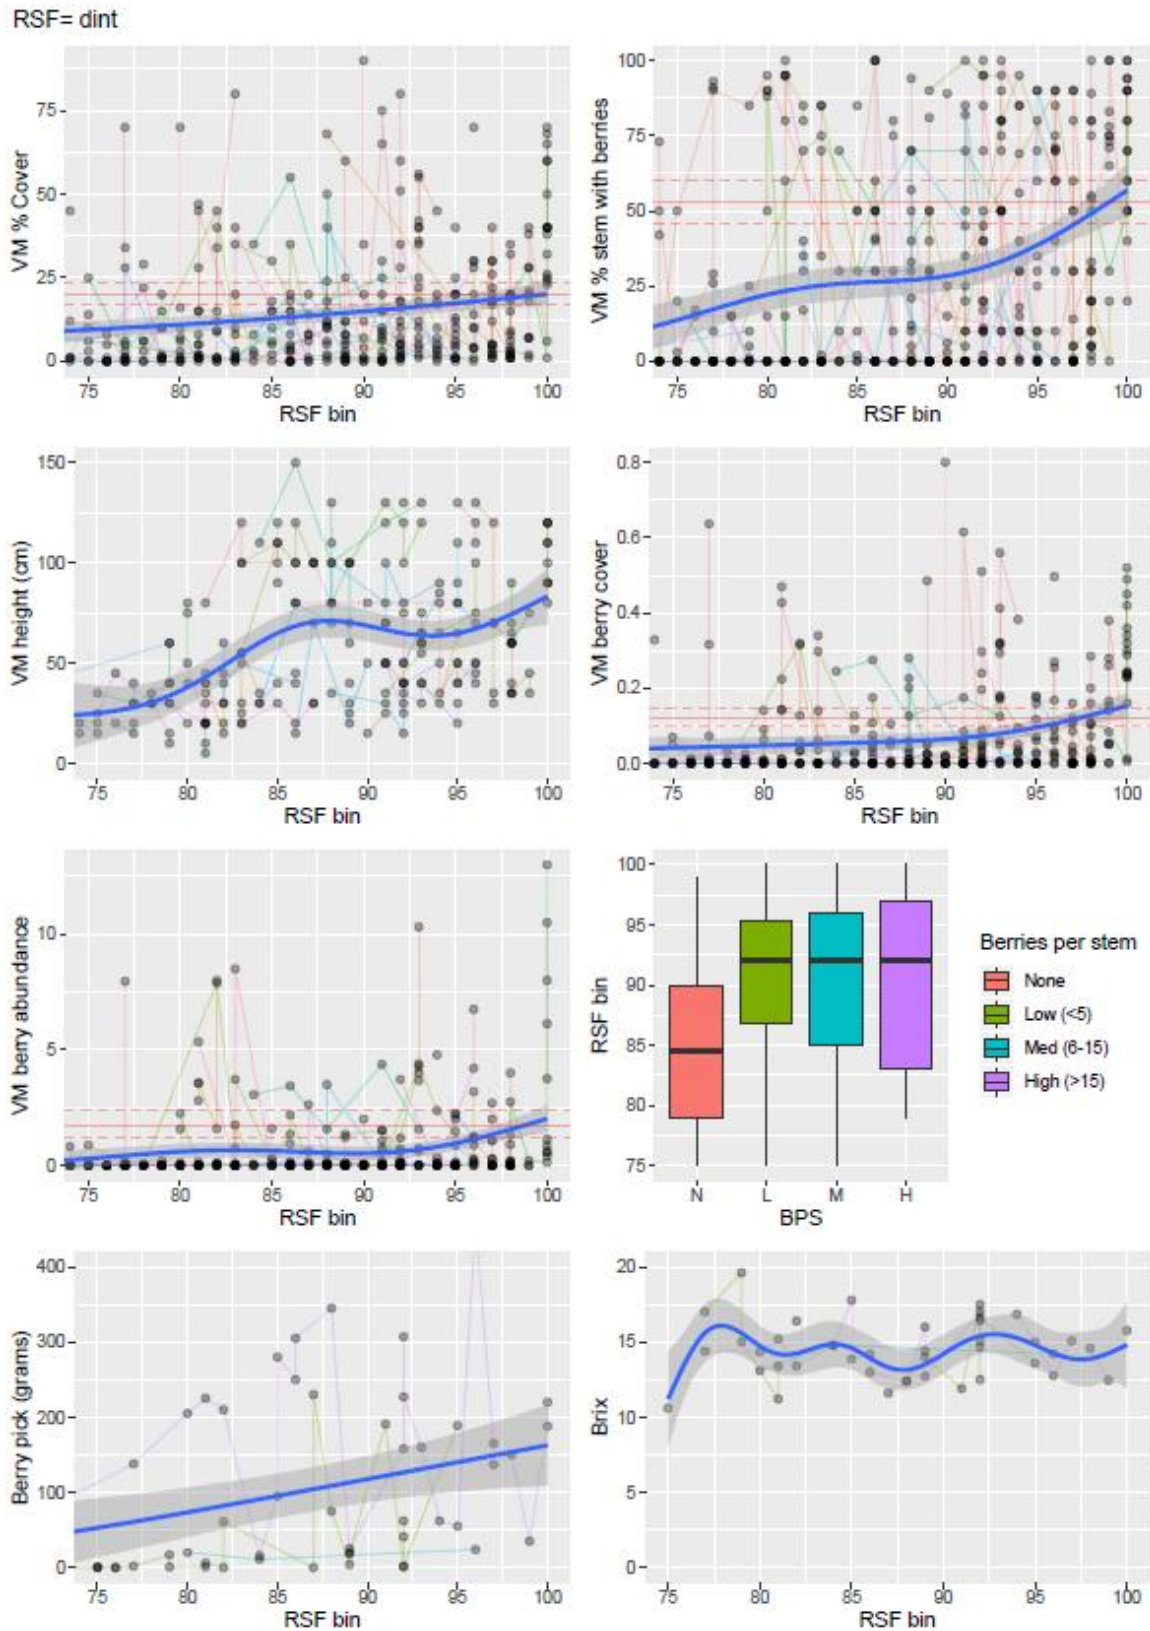 RSF= dint
VM % Cover
75
50
25
0
75 80 85 90 95 100
RSF bin
VM % stem with berries
100
75
50
25
0
75 80 85 90 95 100
RSF bin
VM height (cm)
150
100
50
0
75 80 85 90 95 100
RSF bin
VM berry cover
0.8
0.6
0.4
0.2
0.0
75 80 85 90 95 100
RSF bin
VM berry abundance
10
5
0
75 80 85 90 95 100
RSF bin
RSF bin
100
95
90
85
80
75
N L M H
BPS
Berries per stem
None
Low (<5)
Med (6-15)
High (>15)
Berry pick (grams)
400
300
200
100
0
75 80 85 90 95 100
RSF bin
Brix
20
15
10
5
0
75 80 85 90 95 100
RSF bin